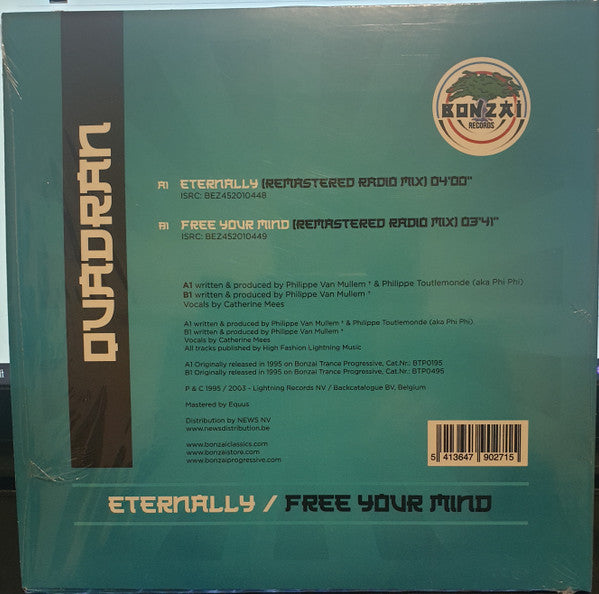 QUADRAN
BONZAI
RECORDS
A1 ETERNALLY (REMASTERED RADIO MIX) 04'00"
ISRC: BEZ452010448
B1 FREE YOUR MIND (REMASTERED RADIO MIX) 03'41"
ISRC: BEZ452010449
A1 written & produced by Philippe Van Mullem † & Philippe Toutlemonde (aka Phi Phi)
B1 written & produced by Philippe Van Mullem †
Vocals by Catherine Mees
A1 written & produced by Philippe Van Mullem † & Philippe Toutlemonde (aka Phi Phi)
B1 written & produced by Philippe Van Mullem †
Vocals by Catherine Mees
All tracks published by High Fashion Lightning Music
A1 Originally released in 1995 on Bonzai Trance Progressive, Cat.Nr.: BTP0195
B1 Originally released in 1995 on Bonzai Trance Progressive, Cat.Nr.: BTP0495
P & C 1995 / 2003 - Lightning Records NV / Backcatalogue BV, Belgium
Mastered by Equus
Distribution by NEWS NV
www.newsdistribution.be
www.bonzaiclassics.com
www.bonzaistore.com
www.bonzaiprogressive.com
5 413647 902715
ETERNALLY / FREE YOUR MIND